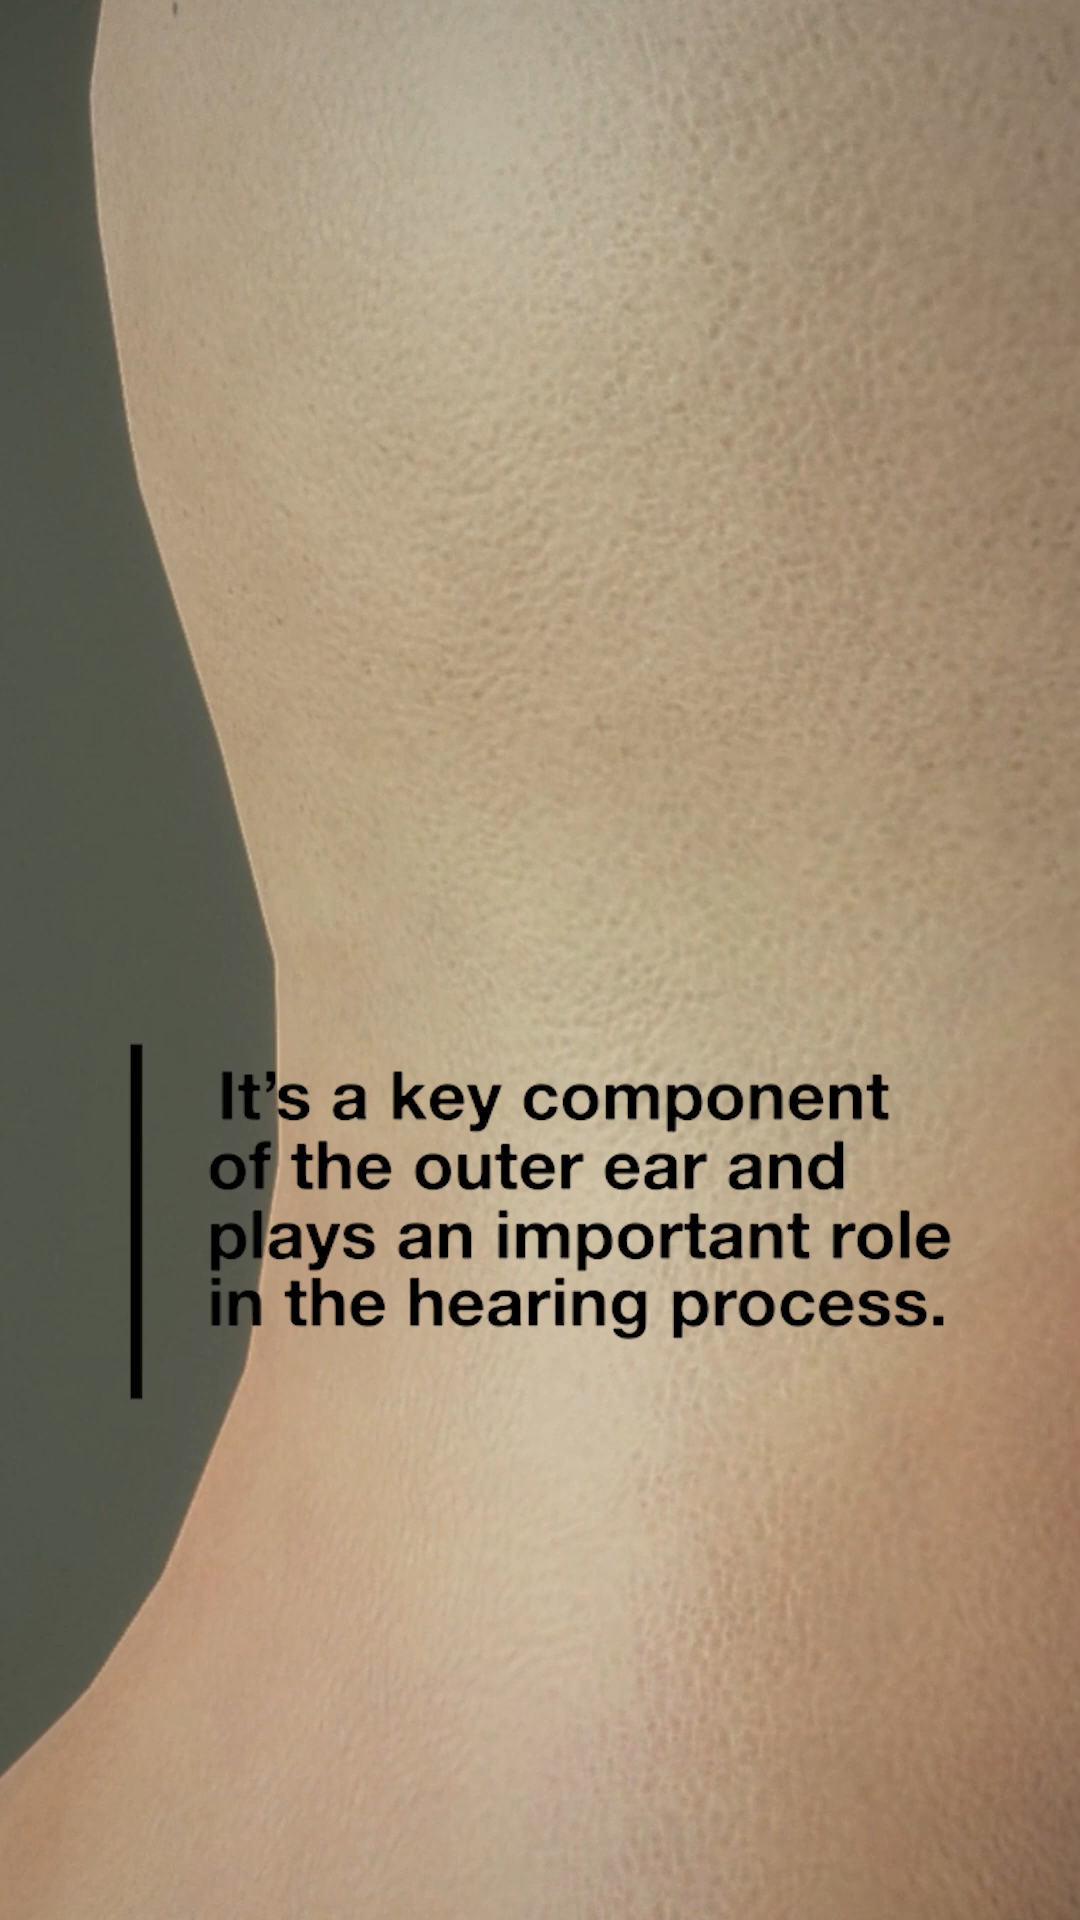 It’s a key component
of the outer ear and
plays an important role
in the hearing process.